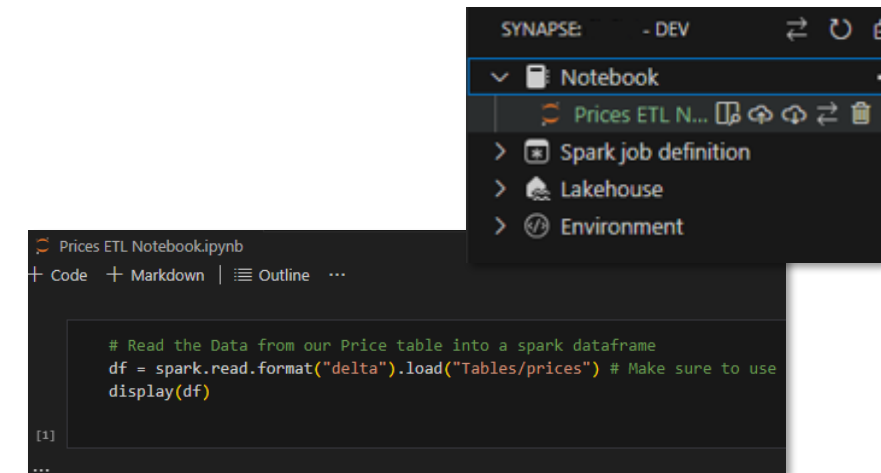 SYNAPSE: - DEV
Notebook
Prices ETL N...
Spark job definition
Lakehouse
Environment
Prices ETL Notebook.ipynb
+ Code + Markdown | Outline ...
# Read the Data from our Price table into a spark dataframe
df = spark.read.format("delta").load("Tables/prices") # Make sure to use
display(df)
[1]
...